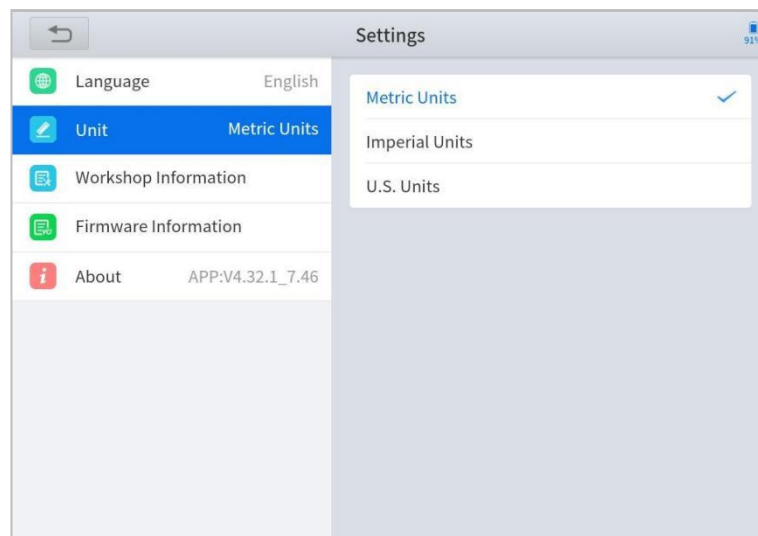 Settings
91%
Language English
Unit Metric Units
Workshop Information
Firmware Information
About APP:V4.32.1_7.46
Metric Units
Imperial Units
U.S. Units